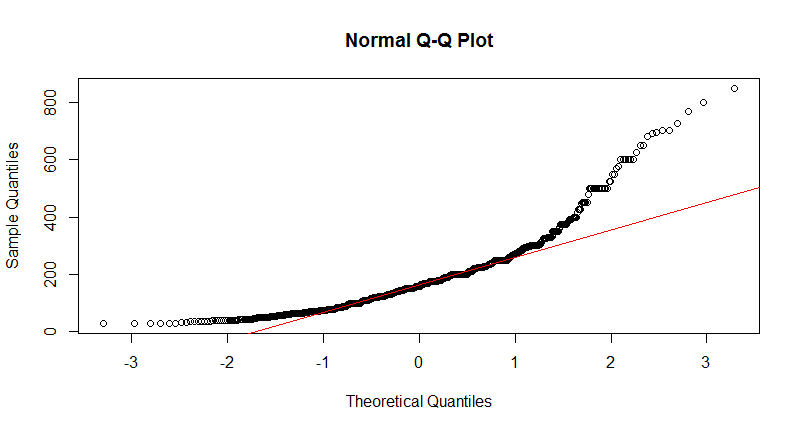 Normal Q-Q Plot
Sample Quantiles
800
600
400
200
0
-3 -2 -1 0 1 2 3
Theoretical Quantiles